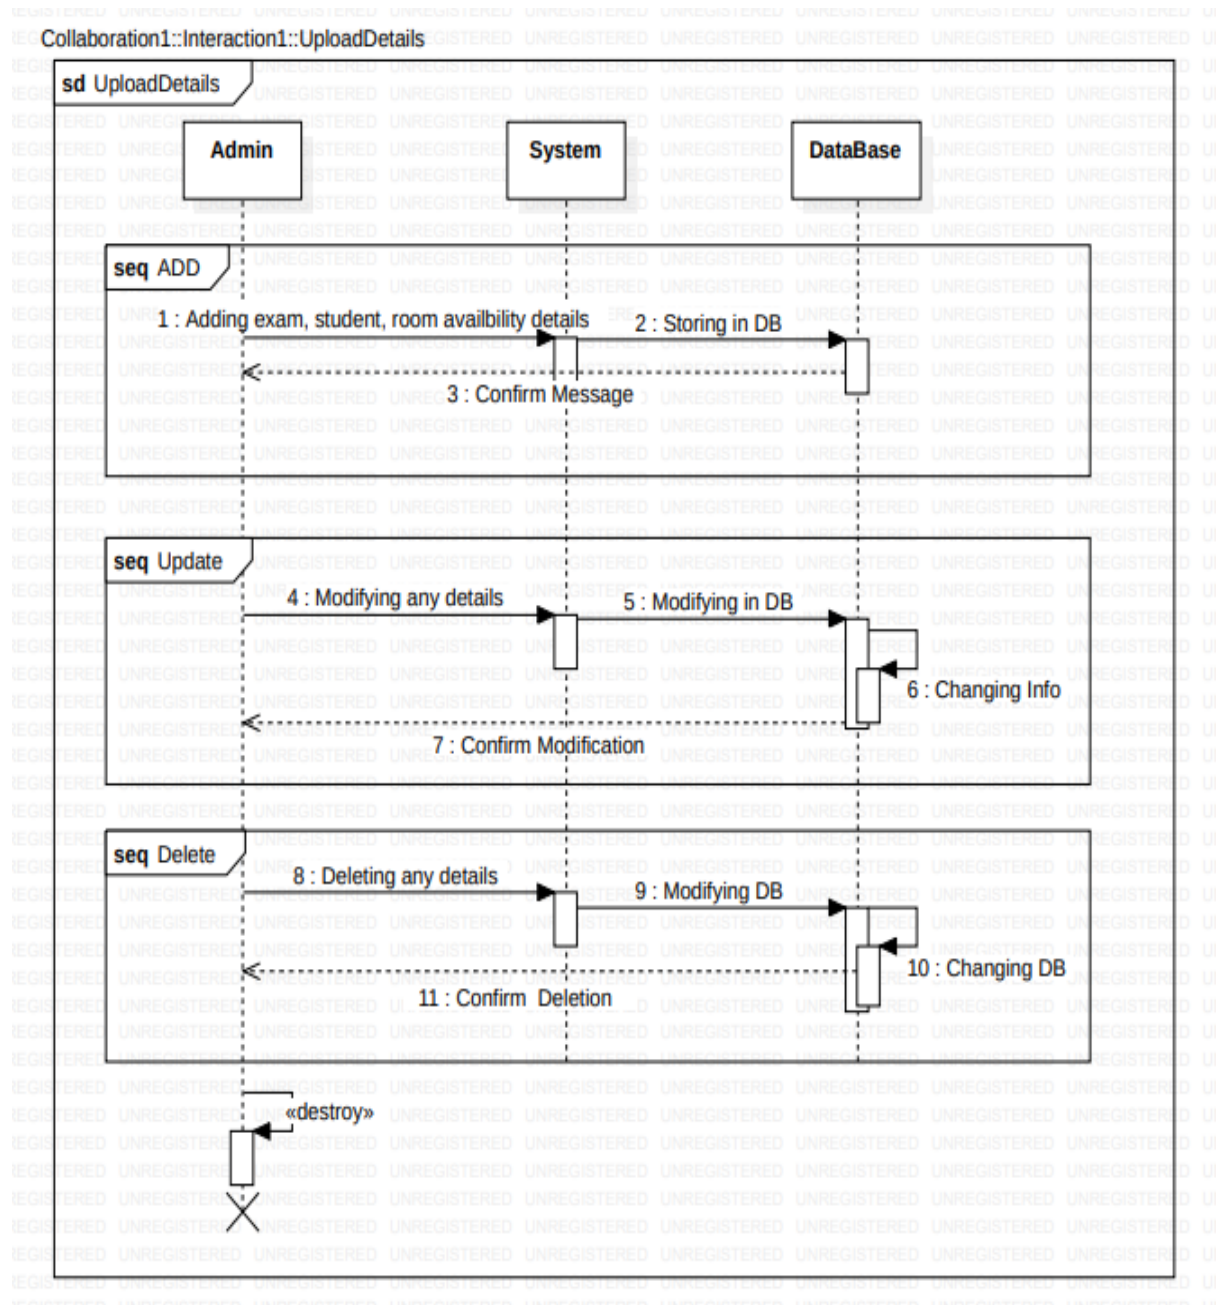 Collaboration1::Interaction1::UploadDetails
sd UploadDetails
Admin
System
DataBase
seq ADD
1 : Adding exam, student, room availbility details
2 : Storing in DB
3 : Confirm Message
seq Update
4 : Modifying any details
5 : Modifying in DB
6 : Changing Info
7 : Confirm Modification
seq Delete
8 : Deleting any details
9 : Modifying DB
10 : Changing DB
11 : Confirm Deletion
«destroy»
UNREGISTERED